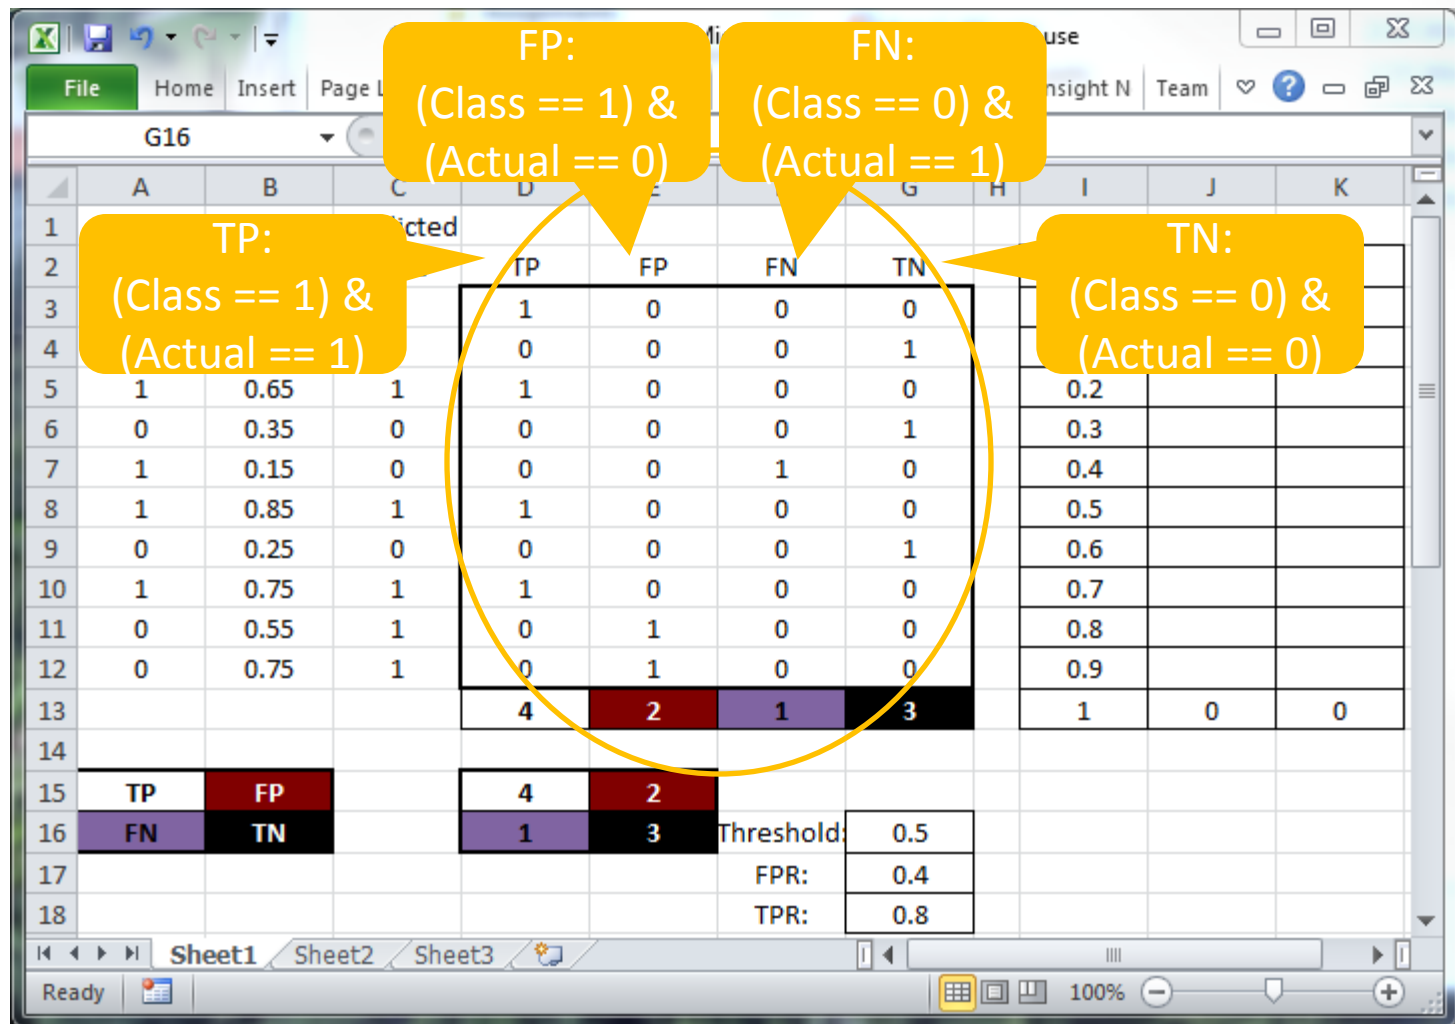 use
File Home Insert Page L nsight N Team
G16
FP:
(Class == 1) &
(Actual == 0)
FN:
(Class == 0) &
(Actual == 1)
TP:
(Class == 1) &
(Actual == 1)
TN:
(Class == 0) &
(Actual == 0)
A B C D E G H I J K
1 icted
2 TP FP FN TN
3 1 0 0 0
4 0 0 0 1
5 1 0.65 1 1 0 0 0 0.2
6 0 0.35 0 0 0 0 1 0.3
7 1 0.15 0 0 0 1 0 0.4
8 1 0.85 1 1 0 0 0 0.5
9 0 0.25 0 0 0 0 1 0.6
10 1 0.75 1 1 0 0 0 0.7
11 0 0.55 1 0 1 0 0 0.8
12 0 0.75 1 0 1 0 0 0.9
13 4 2 1 3 1 0 0
14
15 TP FP 4 2
16 FN TN 1 3 Threshold: 0.5
17 FPR: 0.4
18 TPR: 0.8
Sheet1 Sheet2 Sheet3
Ready 100%